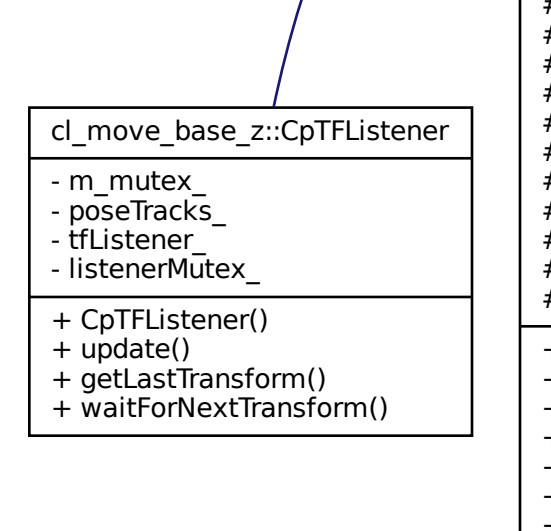 cl_move_base_z::CpTFListener
- m_mutex_
- poseTracks_
- tfListener_
- listenerMutex_
+ CpTFListener()
+ update()
+ getLastTransform()
+ waitForNextTransform()
#
#
#
#
#
#
#
#
#
#
#